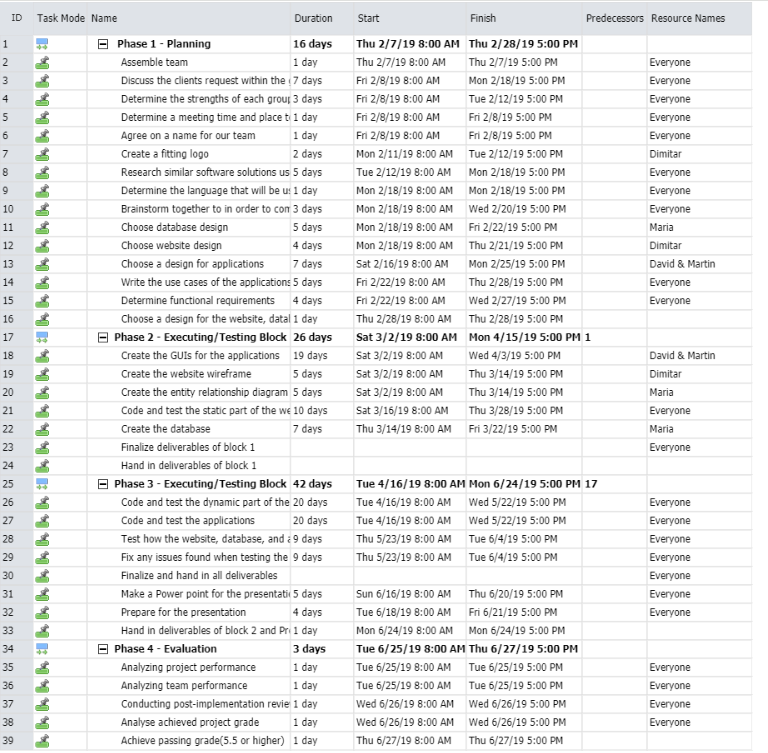 ID Task Mode Name Duration Start Finish Predecessors Resource Names
1 Phase 1 - Planning 16 days Thu 2/7/19 8:00 AM Thu 2/28/19 5:00 PM
2 Assemble team 1 day Thu 2/7/19 8:00 AM Thu 2/7/19 5:00 PM Everyone
3 Discuss the clients request within the 7 days Fri 2/8/19 8:00 AM Mon 2/18/19 5:00 PM Everyone
4 Determine the strengths of each group 3 days Fri 2/8/19 8:00 AM Tue 2/12/19 5:00 PM Everyone
5 Determine a meeting time and place t 1 day Fri 2/8/19 8:00 AM Fri 2/8/19 5:00 PM Everyone
6 Agree on a name for our team 1 day Fri 2/8/19 8:00 AM Fri 2/8/19 5:00 PM Everyone
7 Create a fitting logo 2 days Mon 2/11/19 8:00 AM Tue 2/12/19 5:00 PM Dimitar
8 Research similar software solutions us 5 days Tue 2/12/19 8:00 AM Mon 2/18/19 5:00 PM Everyone
9 Determine the language that will be us 1 day Mon 2/18/19 8:00 AM Mon 2/18/19 5:00 PM Everyone
10 Brainstorm together to in order to com 3 days Mon 2/18/19 8:00 AM Wed 2/20/19 5:00 PM Everyone
11 Choose database design 5 days Mon 2/18/19 8:00 AM Fri 2/22/19 5:00 PM Maria
12 Choose website design 4 days Mon 2/18/19 8:00 AM Thu 2/21/19 5:00 PM Dimitar
13 Choose a design for applications 7 days Sat 2/16/19 8:00 AM Mon 2/25/19 5:00 PM David & Martin
14 Write the use cases of the applications 5 days Fri 2/22/19 8:00 AM Thu 2/28/19 5:00 PM Everyone
15 Determine functional requirements 4 days Fri 2/22/19 8:00 AM Wed 2/27/19 5:00 PM Everyone
16 Choose a design for the website, datal 1 day Thu 2/28/19 8:00 AM Thu 2/28/19 5:00 PM
17 Phase 2 - Executing/Testing Block 26 days Sat 3/2/19 8:00 AM Mon 4/15/19 5:00 PM 1
18 Create the GUIs for the applications 19 days Sat 3/2/19 8:00 AM Wed 4/3/19 5:00 PM David & Martin
19 Create the website wireframe 5 days Sat 3/2/19 8:00 AM Thu 3/14/19 5:00 PM Dimitar
20 Create the entity relationship diagram 5 days Sat 3/2/19 8:00 AM Thu 3/14/19 5:00 PM Maria
21 Code and test the static part of the we 10 days Sat 3/16/19 8:00 AM Thu 3/28/19 5:00 PM Everyone
22 Create the database 7 days Thu 3/14/19 8:00 AM Fri 3/22/19 5:00 PM Maria
23 Finalize deliverables of block 1 Everyone
24 Hand in deliverables of block 1
25 Phase 3 - Executing/Testing Block 42 days Tue 4/16/19 8:00 AM Mon 6/24/19 5:00 PM 17
26 Code and test the dynamic part of the 20 days Tue 4/16/19 8:00 AM Wed 5/22/19 5:00 PM Everyone
27 Code and test the applications 20 days Tue 4/16/19 8:00 AM Wed 5/22/19 5:00 PM Everyone
28 Test how the website, database, and a 9 days Thu 5/23/19 8:00 AM Tue 6/4/19 5:00 PM Everyone
29 Fix any issues found when testing the 9 days Thu 5/23/19 8:00 AM Tue 6/4/19 5:00 PM Everyone
30 Finalize and hand in all deliverables Everyone
31 Make a Power point for the presentati 5 days Sun 6/16/19 8:00 AM Thu 6/20/19 5:00 PM Everyone
32 Prepare for the presentation 4 days Tue 6/18/19 8:00 AM Fri 6/21/19 5:00 PM Everyone
33 Hand in deliverables of block 2 and Pr 1 day Mon 6/24/19 8:00 AM Mon 6/24/19 5:00 PM
34 Phase 4 - Evaluation 3 days Tue 6/25/19 8:00 AM Thu 6/27/19 5:00 PM
35 Analyzing project performance 1 day Tue 6/25/19 8:00 AM Tue 6/25/19 5:00 PM Everyone
36 Analyzing team performance 1 day Tue 6/25/19 8:00 AM Tue 6/25/19 5:00 PM Everyone
37 Conducting post-implementation revie 1 day Wed 6/26/19 8:00 AM Wed 6/26/19 5:00 PM Everyone
38 Analyse achieved project grade 1 day Wed 6/26/19 8:00 AM Wed 6/26/19 5:00 PM Everyone
39 Achieve passing grade(5.5 or higher) 1 day Thu 6/27/19 8:00 AM Thu 6/27/19 5:00 PM